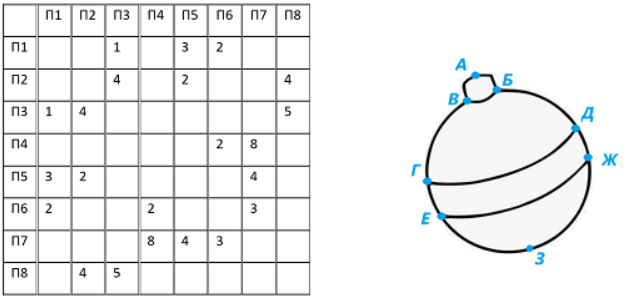 П1 П2 П3 П4 П5 П6 П7 П8
П1 1 3 2
П2 4 2 4
П3 1 4 5
П4 2 8
П5 3 2 4
П6 2 2 3
П7 8 4 3
П8 4 5
А
Б
В
Д
Ж
Г
Е
З